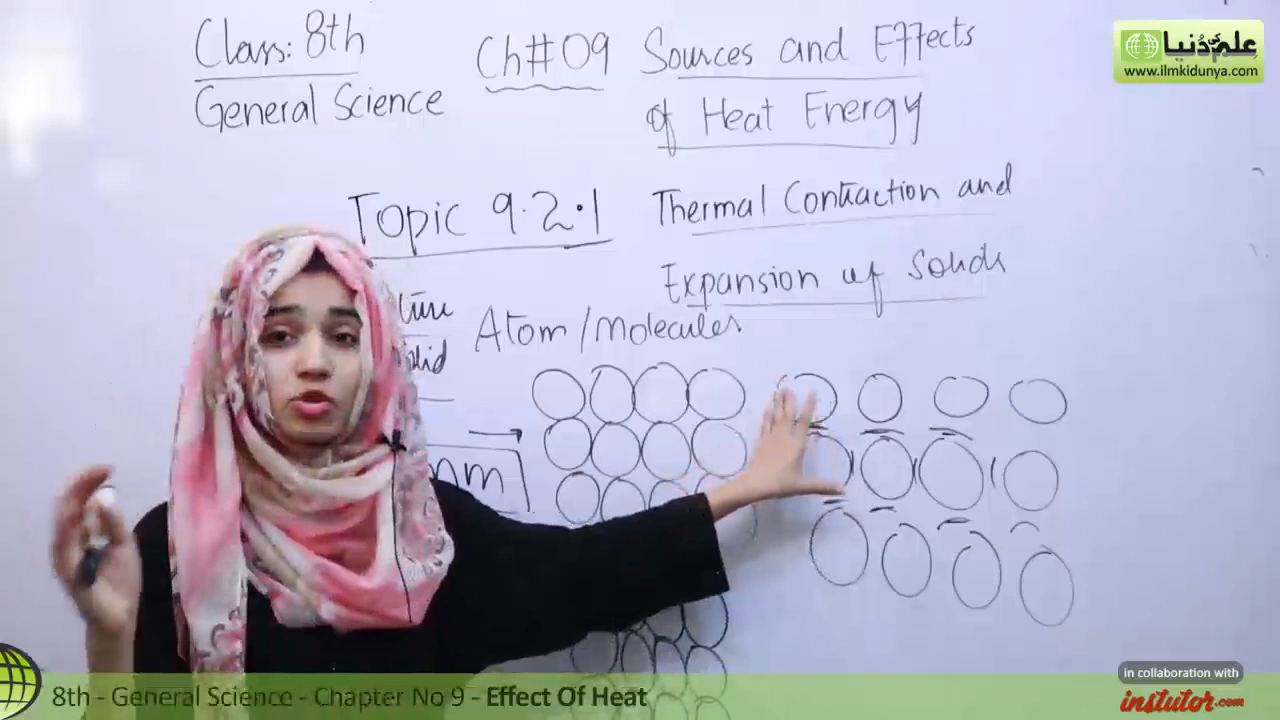 Class: 8th
General Science
Ch#09 Sources and Effects
of Heat Energy
Topic 9.2.1 Thermal Contraction and
Expansion of Solids
Atom/Molecules
علم کی دنیا
www.ilmkidunya.com
8th - General Science - Chapter No 9 - Effect Of Heat
in collaboration with
instutor.com